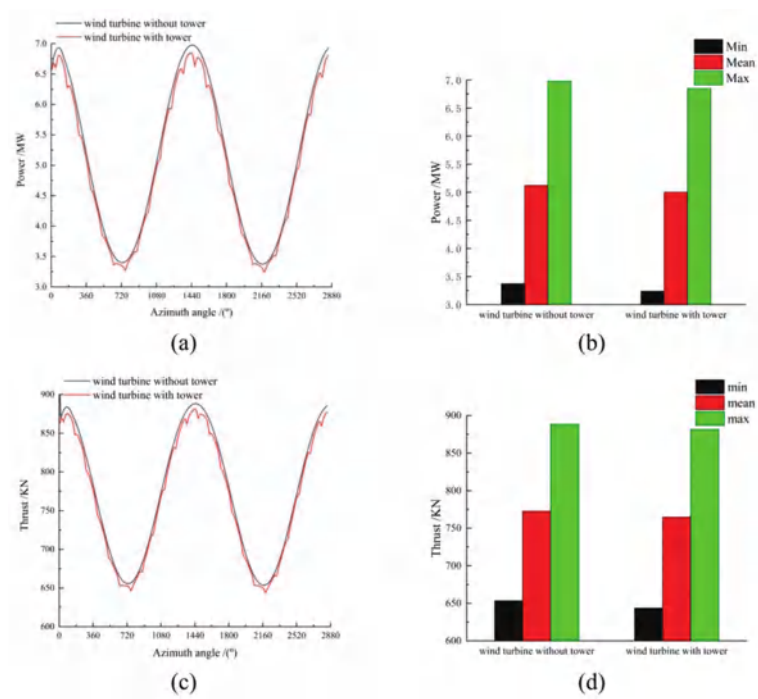 wind turbine without tower
wind turbine with tower
7.0
6.5
6.0
5.5
5.0
4.5
4.0
3.5
3.0
Power /MW
0 360 720 1080 1440 1800 2160 2520 2880
Azimuth angle /(º)
(a)
Min
Mean
Max
7.0
6.5
6.0
5.5
5.0
4.5
4.0
3.5
3.0
Power /MW
wind turbine without tower wind turbine with tower
(b)
wind turbine without tower
wind turbine with tower
900
850
800
750
700
650
600
Thrust /KN
0 360 720 1080 1440 1800 2160 2520 2880
Azimuth angle /(º)
(c)
min
mean
max
900
850
800
750
700
650
600
Thrust /KN
wind turbine without tower wind turbine with tower
(d)